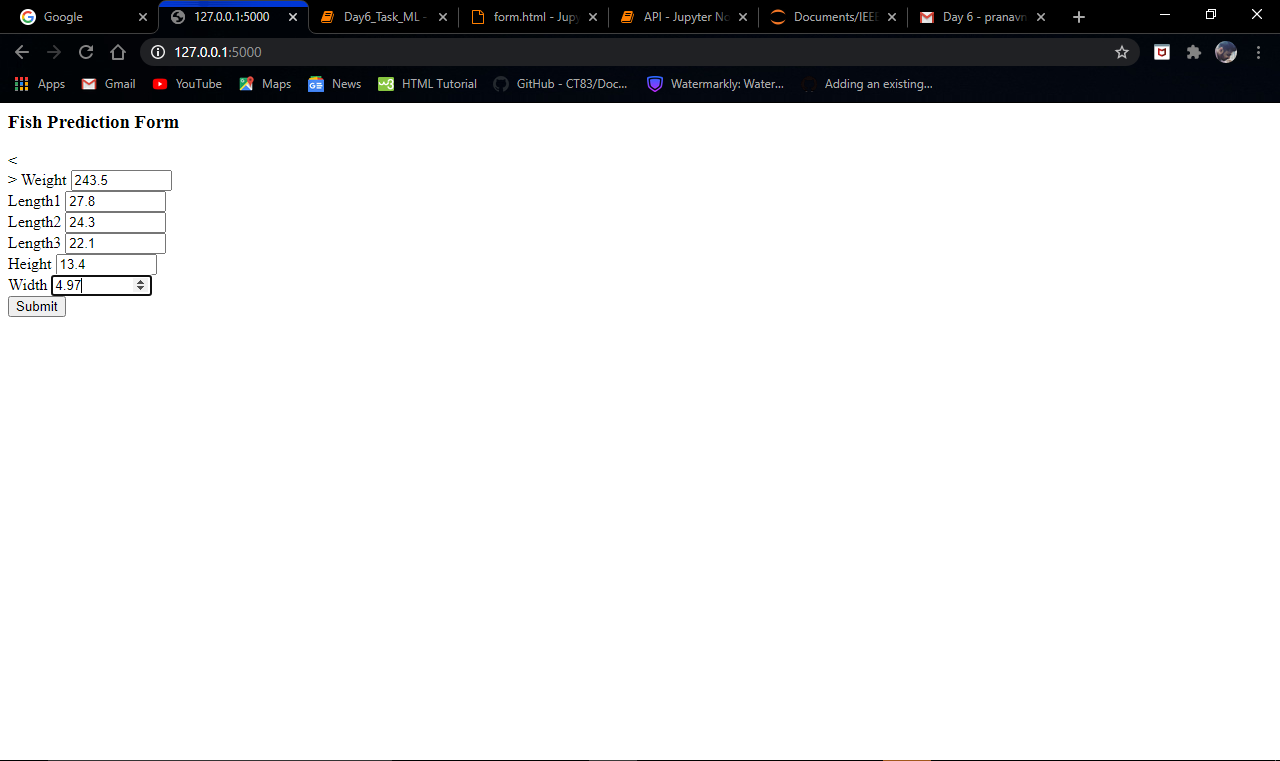 Google
127.0.0.1:5000
Day6_Task_ML -
form.html - Jup
API - Jupyter No
Documents/IEEE
Day 6 - pranavn
127.0.0.1:5000
Apps
Gmail
YouTube
Maps
News
HTML Tutorial
GitHub - CT83/Doc...
Watermarkly: Water...
Adding an existing...
Fish Prediction Form
<
> Weight 243.5
Length1 27.8
Length2 24.3
Length3 22.1
Height 13.4
Width 4.97
Submit